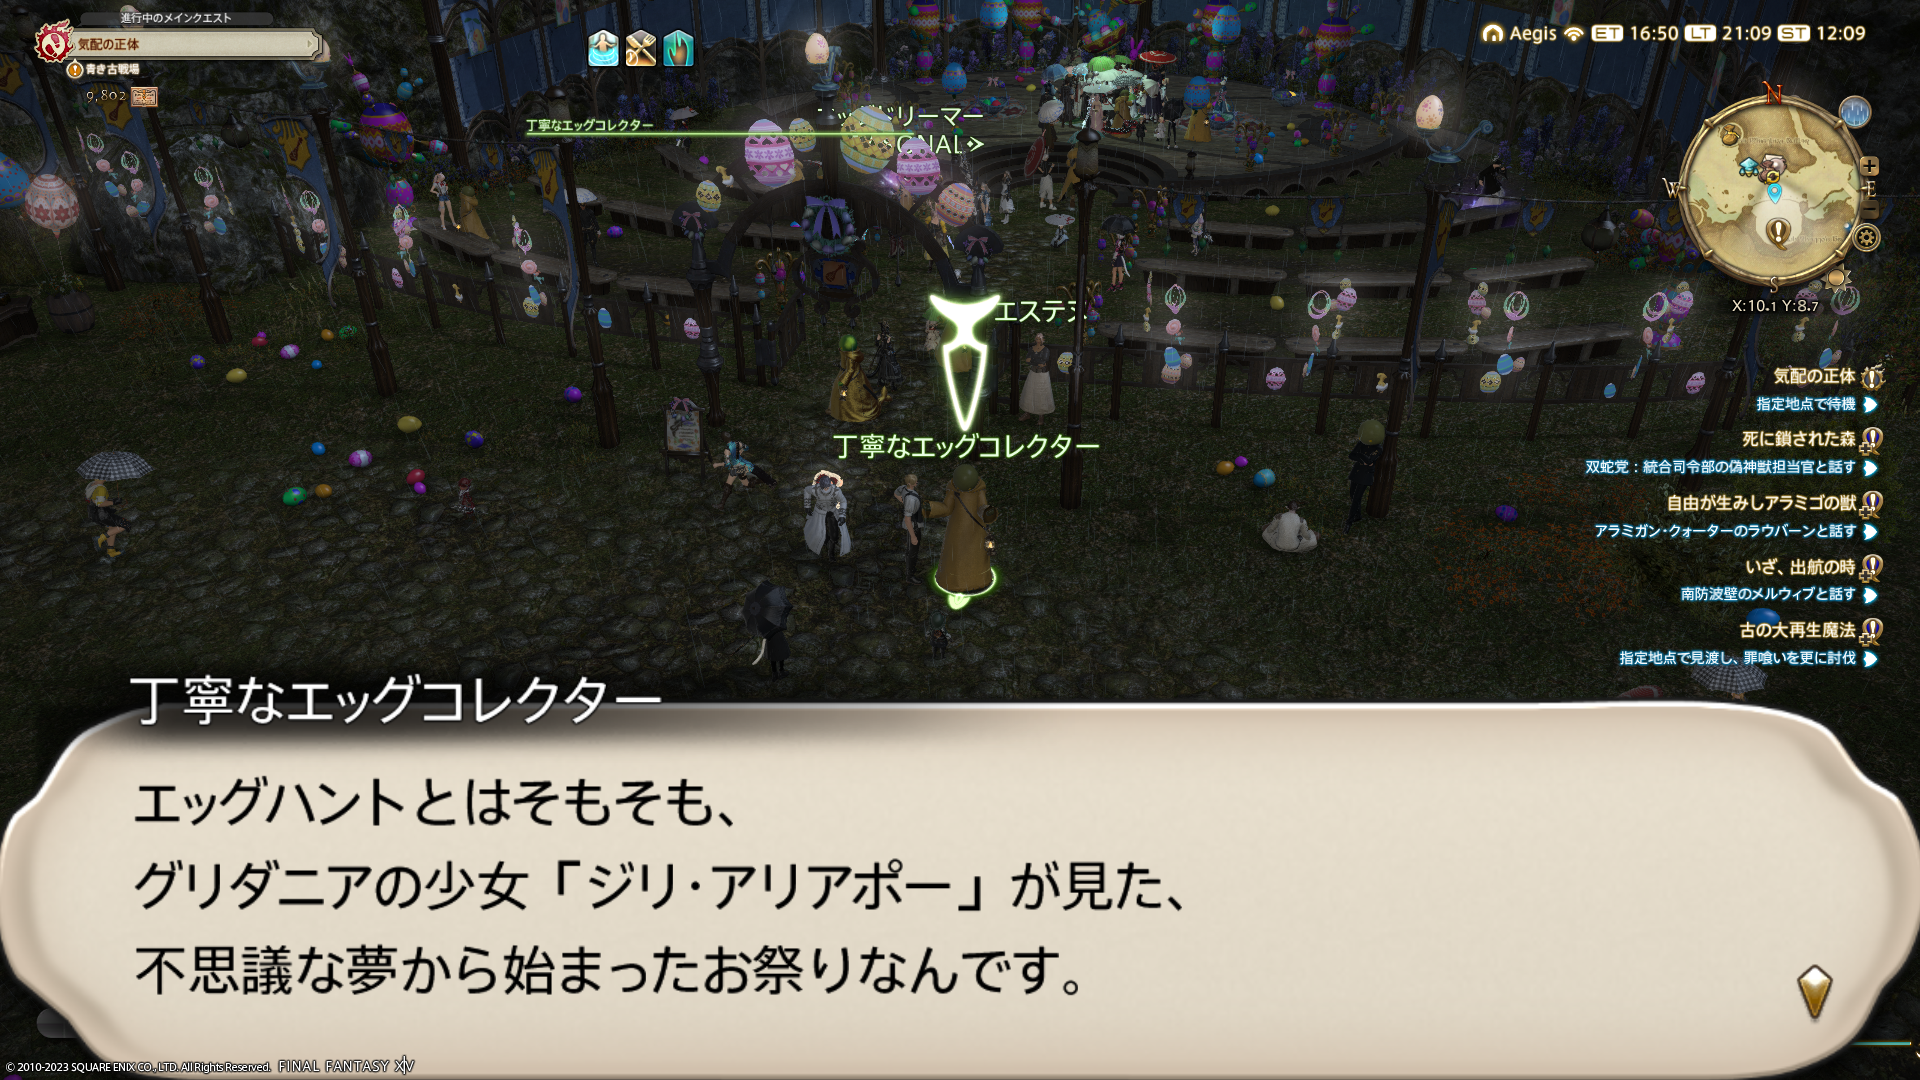 進行中のメインクエスト
気配の正体
青き古戦場
9,802
Aegis ET 16:50 LT 21:09 ST 12:09
丁寧なエッグコレクター
ドリーマー
エステ
丁寧なエッグコレクター
N
W
E
S
X:10.1 Y:8.7
気配の正体
指定地点で待機
死に鎖された森
双蛇党：統合司令部の偽神獣担当官と話す
自由が生みしアラミゴの獣
アラミガン・クォーターのラウバーンと話す
いざ、出航の時
南防波壁のメルウィブと話す
古の大再生魔法
指定地点で見渡し、罪喰いを更に討伐
丁寧なエッグコレクター
エッグハントとはそもそも、
グリダニアの少女「ジリ・アリアポー」が見た、
不思議な夢から始まったお祭りなんです。
© 2010-2023 SQUARE ENIX CO., LTD. All Rights Reserved. FINAL FANTASY XIV